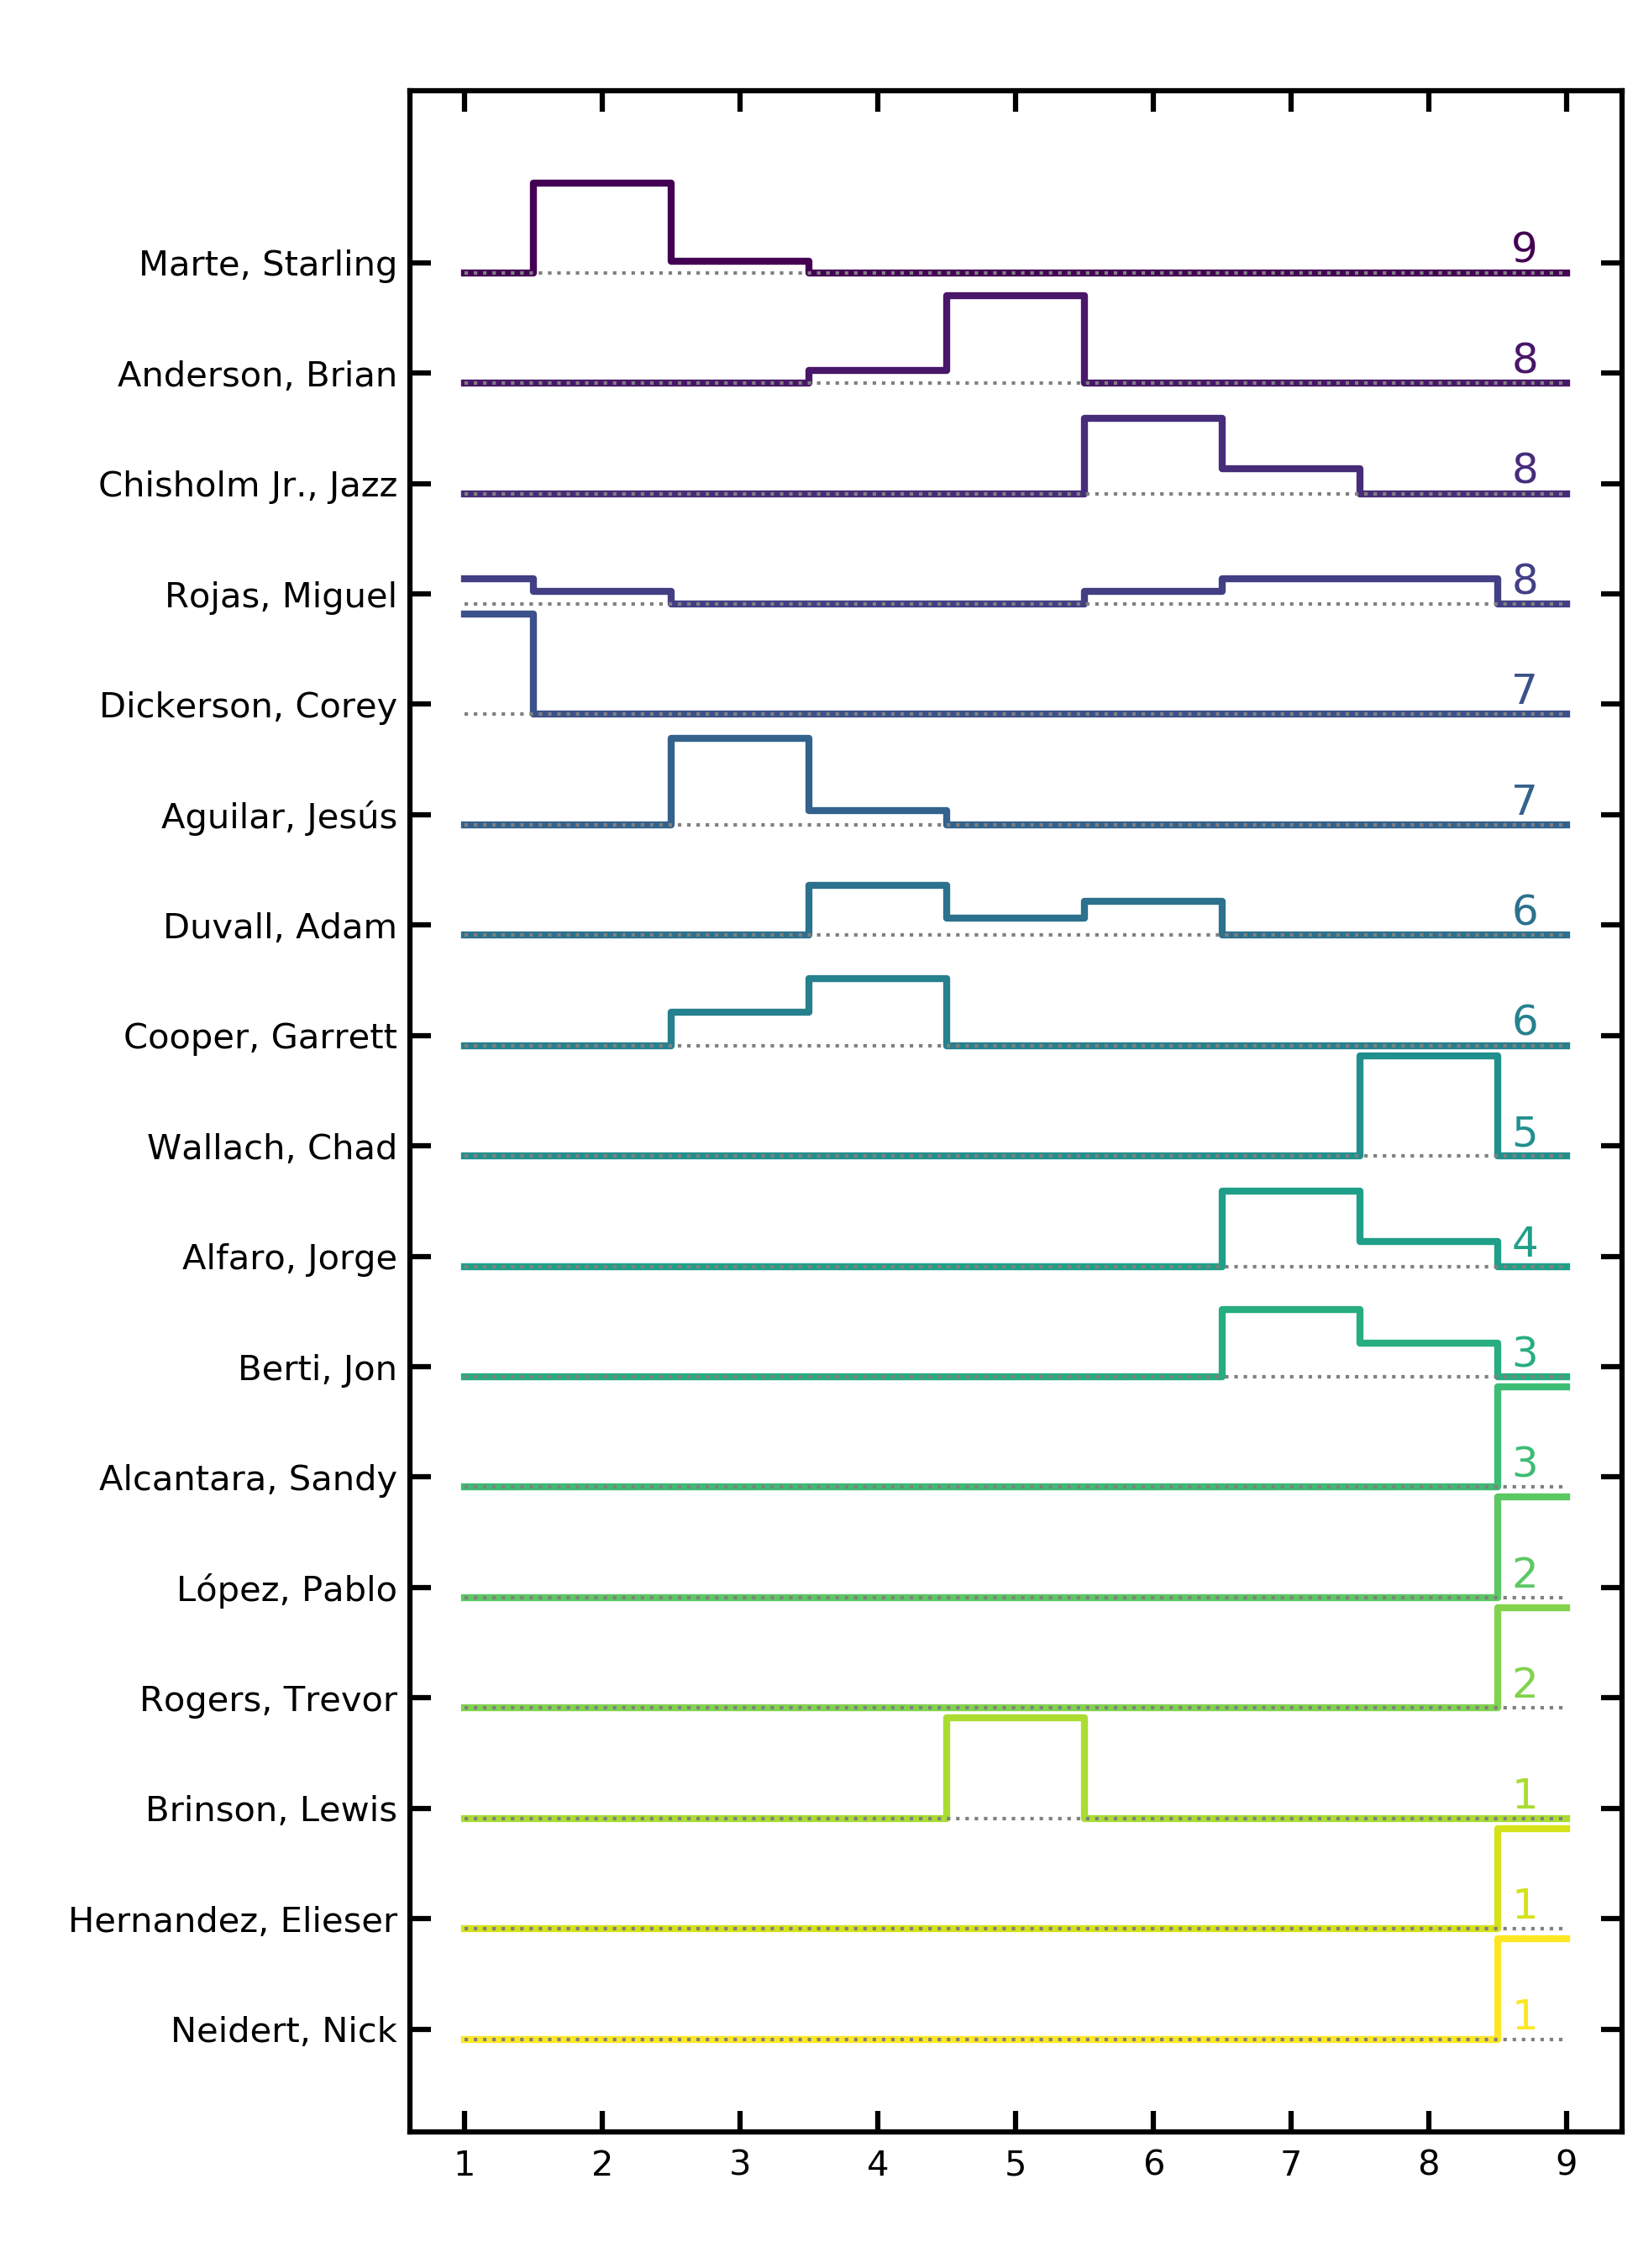 Marte, Starling 9
Anderson, Brian 8
Chisholm Jr., Jazz 8
Rojas, Miguel 8
Dickerson, Corey 7
Aguilar, Jesús 7
Duvall, Adam 6
Cooper, Garrett 6
Wallach, Chad 5
Alfaro, Jorge 4
Berti, Jon 3
Alcantara, Sandy 3
López, Pablo 2
Rogers, Trevor 2
Brinson, Lewis 1
Hernandez, Elieser 1
Neidert, Nick 1
1 2 3 4 5 6 7 8 9